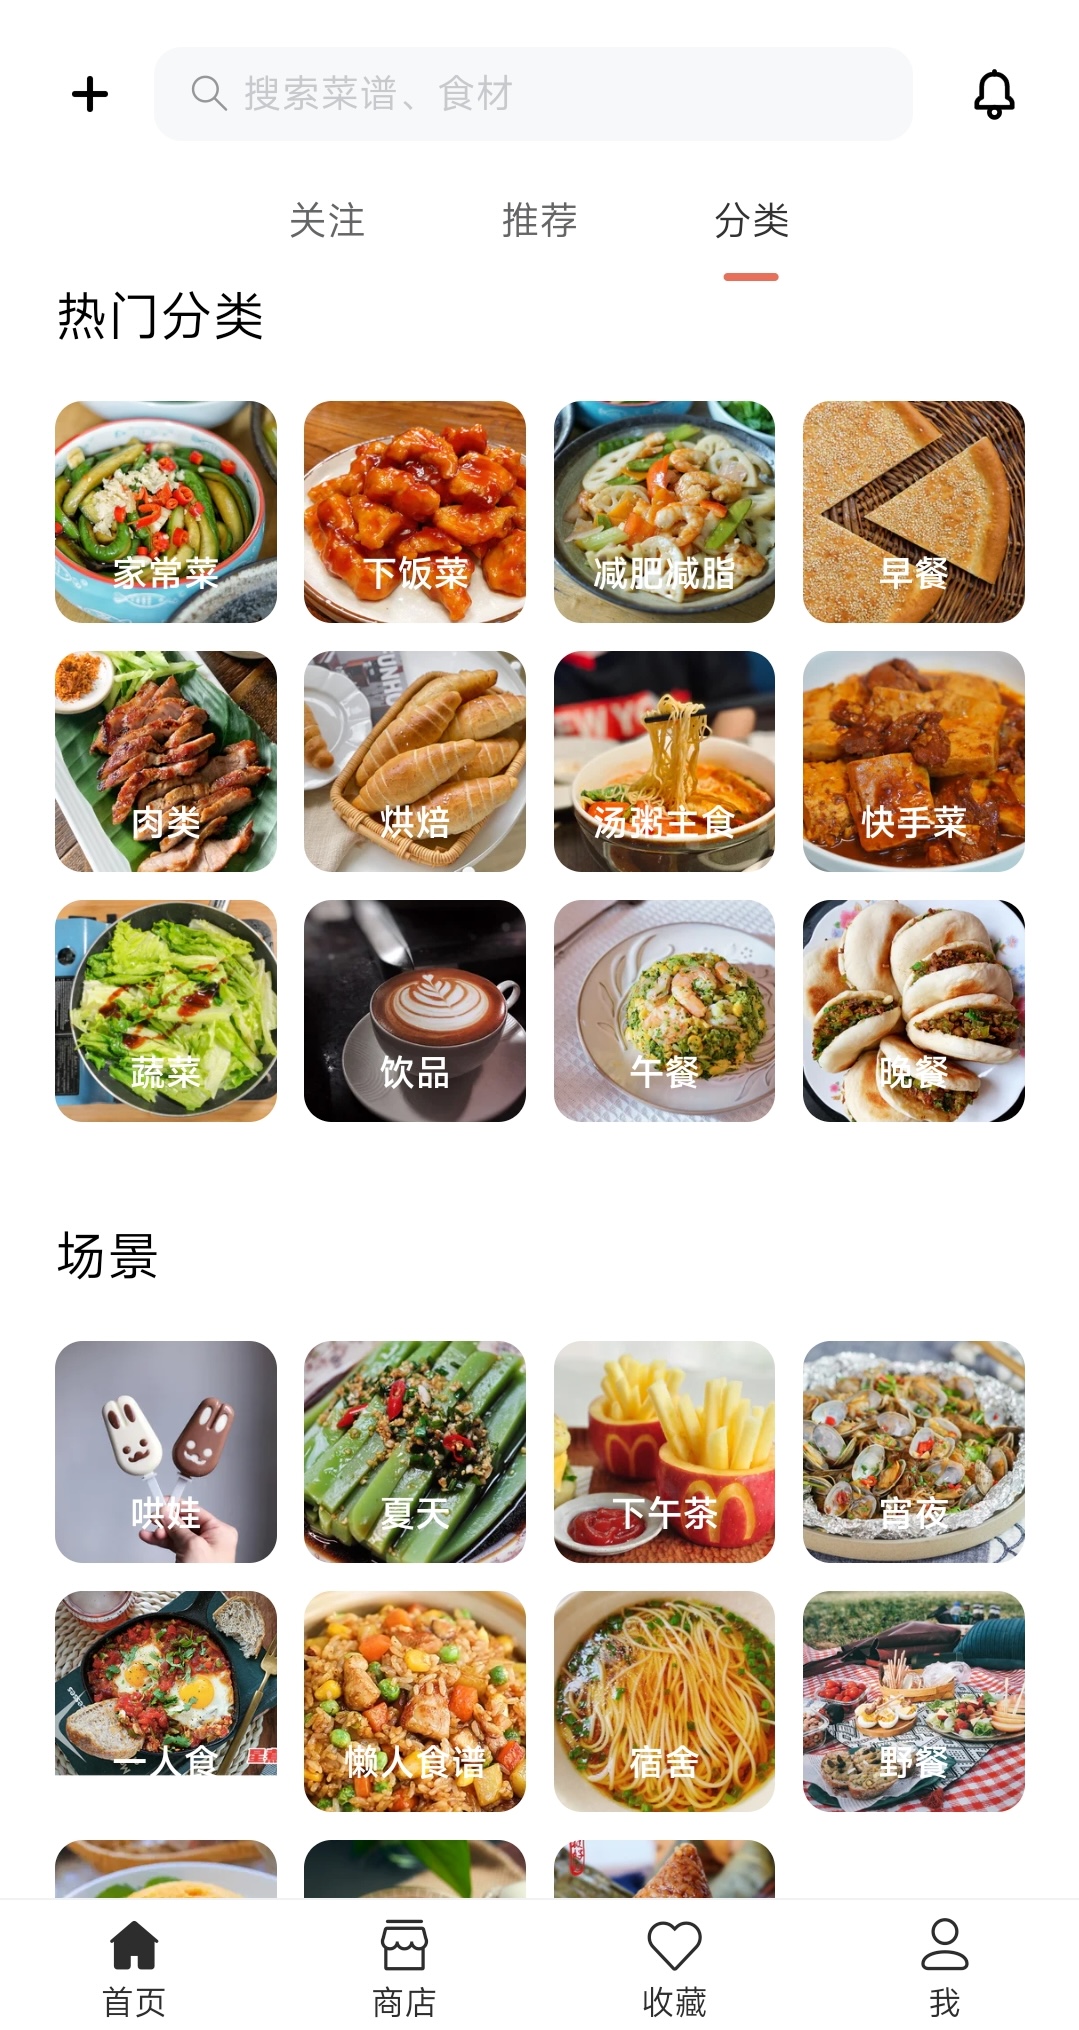 搜索菜谱、食材
关注 推荐 分类
热门分类
家常菜 下饭菜 减肥减脂 早餐
肉类 烘焙 汤粥主食 快手菜
蔬菜 饮品 午餐 晚餐
场景
哄娃 夏天 下午茶 宵夜
一人食 懒人食谱 宿舍 野餐
首页 商店 收藏 我